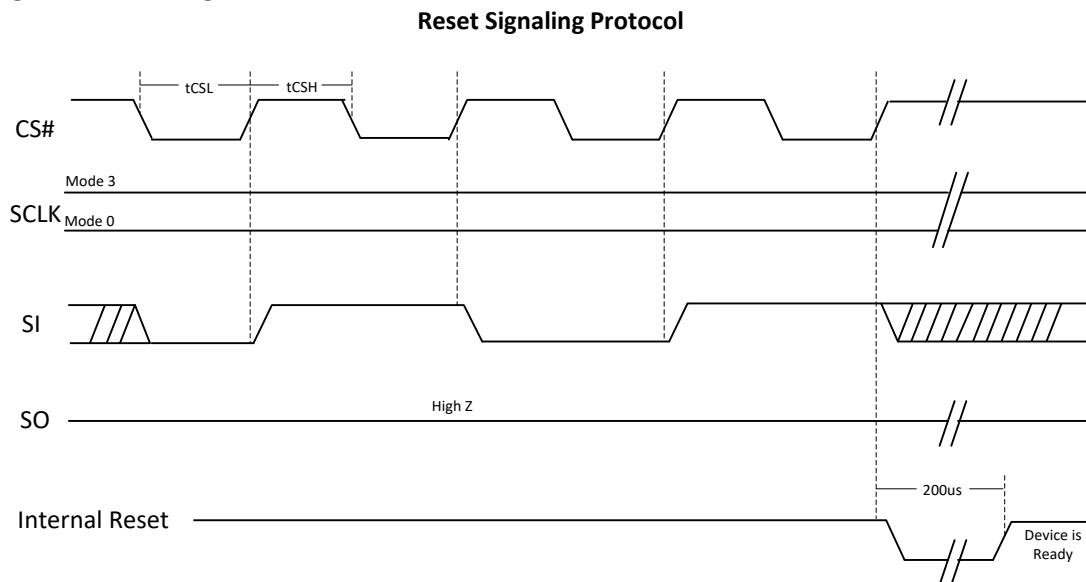 Reset Signaling Protocol
tCSL
tCSH
CS#
Mode 3
SCLK
Mode 0
SI
High Z
SO
200us
Internal Reset
Device is
Ready